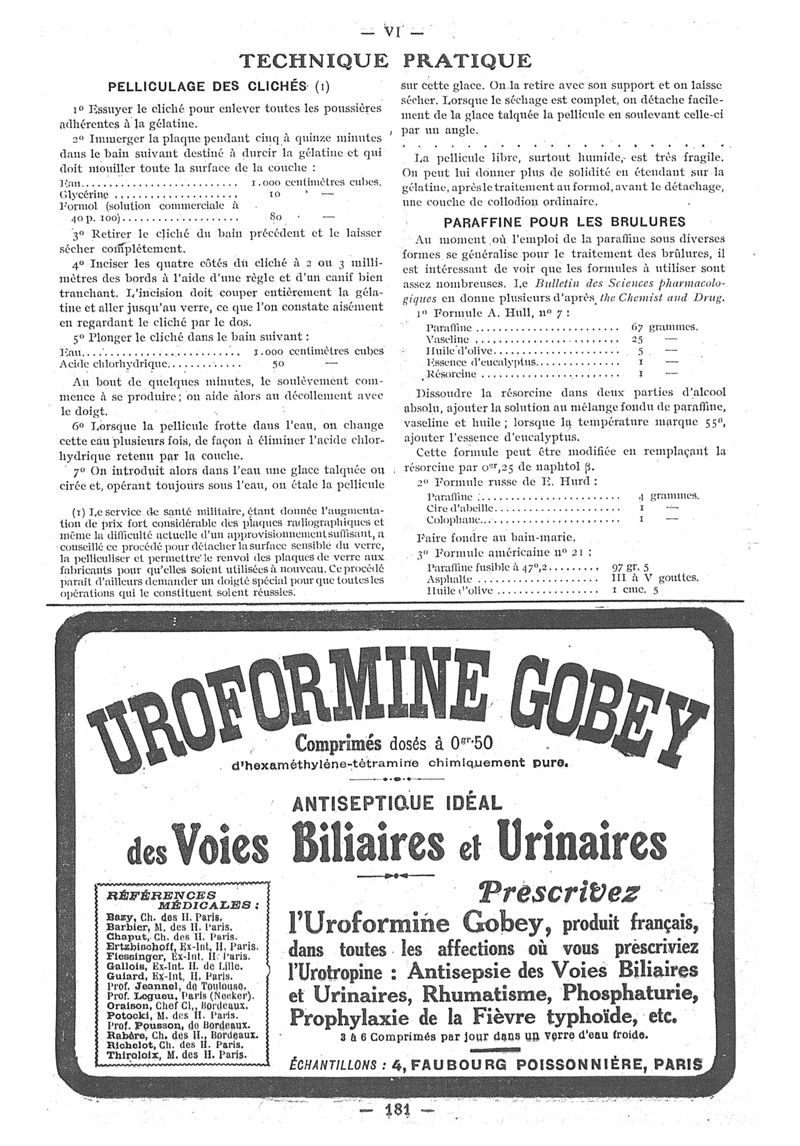 — VI —
TECHNIQUE PRATIQUE
PELLICULAGE DES CLICHÉS (1)
1º Essuyer le cliché pour enlever toutes les poussières
adhérentes à la gélatine.
2º Immerger la plaque pendant cinq à quinze minutes
dans le bain suivant destiné à durcir la gélatine et qui
doit mouiller toute la surface de la couche :
Eau.......................... 1.000 centimètres cubes.
Glycérine .................... 10 —
Formol (solution commerciale à
40 p. 100).................... 80 —
3º Retirer le cliché du bain précédent et le laisser
sécher complètement.
4º Inciser les quatre côtés du cliché à 2 ou 3 milli-
mètres des bords à l'aide d'une règle et d'un canif bien
tranchant. L'incision doit couper entièrement la géla-
tine et aller jusqu'au verre, ce que l'on constate aisément
en regardant le cliché par le dos.
5º Plonger le cliché dans le bain suivant :
Eau.......................... 1.000 centimètres cubes
Acide chlorhydrique............ 50 —
Au bout de quelques minutes, le soulèvement com-
mence à se produire; on aide alors au décollement avec
le doigt.
6º Lorsque la pellicule frotte dans l'eau, on change
cette eau plusieurs fois, de façon à éliminer l'acide chlor-
hydrique retenu par la couche.
7º On introduit alors dans l'eau une glace talquée ou
cirée et, opérant toujours sous l'eau, on étale la pellicule
(1) Le service de santé militaire, étant donnée l'augmenta-
tion de prix fort considérable des plaques radiographiques et
même la difficulté actuelle d'un approvisionnement suffisant, a
conseillé ce procédé pour détacher la surface sensible du verre,
la pelliculiser et permettre le renvoi des plaques de verre aux
fabricants pour qu'elles soient utilisées à nouveau. Ce procédé
paraît d'ailleurs demander un doigté spécial pour que toutes les
opérations qui le constituent soient réussies.
sur cette glace. On la retire avec son support et on laisse
sécher. Lorsque le séchage est complet, on détache facile-
ment de la glace talquée la pellicule en soulevant celle-ci
par un angle.
. . . . . . . . . . . . . . . . . . . .
La pellicule libre, surtout humide, est très fragile.
On peut lui donner plus de solidité en étendant sur la
gélatine, après le traitement au formol, avant le détachage,
une couche de collodion ordinaire.
PARAFFINE POUR LES BRULURES
Au moment où l'emploi de la paraffine sous diverses
formes se généralise pour le traitement des brûlures, il
est intéressant de voir que les formules à utiliser sont
assez nombreuses. Le Bulletin des Sciences pharmacolo-
giques en donne plusieurs d'après the Chemist and Drug.
1º Formule A. Hull, nº 7 :
Paraffine ........................ 67 grammes.
Vaseline ........................ 25 —
Huile d'olive..................... 5 —
Essence d'eucalyptus.............. 1 —
Résorcine ....................... 1 —
Dissoudre la résorcine dans deux parties d'alcool
absolu, ajouter la solution au mélange fondu de paraffine,
vaseline et huile ; lorsque la température marque 55º,
ajouter l'essence d'eucalyptus.
Cette formule peut être modifiée en remplaçant la
résorcine par 0gr,25 de naphtol β.
2º Formule russe de E. Hurd :
Paraffine ........................ 4 grammes.
Cire d'abeille..................... 1 —
Colophane....................... 1 —
Faire fondre au bain-marie.
3º Formule américaine nº 21 :
Paraffine fusible à 47º,2......... 97 gr. 5
Asphalte .................... III à V gouttes.
Huile d'olive ................. 1 cmc. 5
UROFORMINE GOBEY
Comprimés dosés à 0gr.50
d'hexaméthylène-tétramine chimiquement pure.
ANTISEPTIQUE IDÉAL
des Voies Biliaires et Urinaires
RÉFÉRENCES
MÉDICALES :
Bazy, Ch. des H. Paris.
Barbier, M. des H. Paris.
Chaput, Ch. des H. Paris.
Ertzbischoff, Ex-Int. H. Paris.
Fiessinger, Ex-Int. H. Paris.
Gallois, Ex-Int. H. de Lille.
Guiard, Ex-Int. H. Paris.
Prof. Jeannel, de Toulouse.
Prof. Legueu, Paris (Necker).
Oraison, Chef Cl., Bordeaux.
Potocki, M. des H. Paris.
Prof. Pousson, de Bordeaux.
Rabère, Ch. des H., Bordeaux.
Richelot, Ch. des H. Paris.
Thiroloix, M. des H. Paris.
Prescrivez
l'Uroformine Gobey, produit français,
dans toutes les affections où vous prescriviez
l'Urotropine : Antisepsie des Voies Biliaires
et Urinaires, Rhumatisme, Phosphaturie,
Prophylaxie de la Fièvre typhoïde, etc.
3 à 6 Comprimés par jour dans un verre d'eau froide.
ÉCHANTILLONS : 4, FAUBOURG POISSONNIÈRE, PARIS
— 181 —